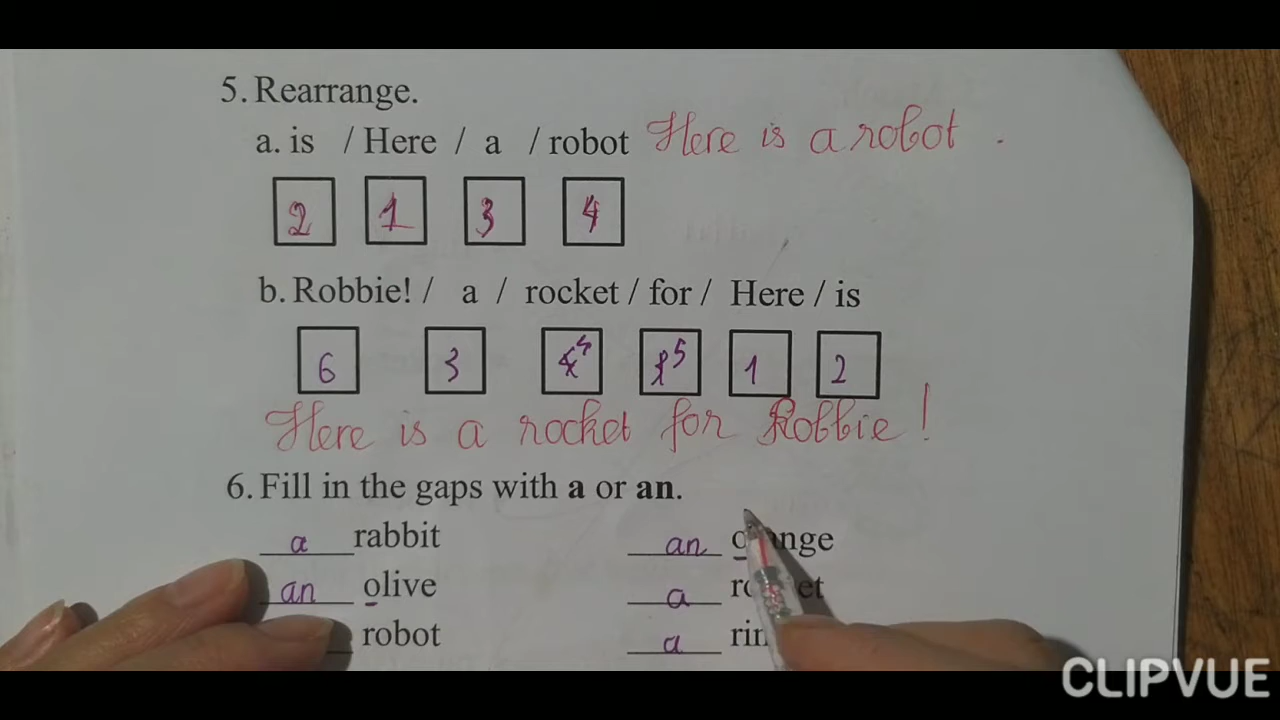 5. Rearrange.
a. is / Here / a / robot Here is a robot .
2 1 3 4
b. Robbie! / a / rocket / for / Here / is
6 3 4 5 1 2
Here is a rocket for Robbie!
6. Fill in the gaps with a or an.
a rabbit an
an olive a
robot a
CLIPVUE